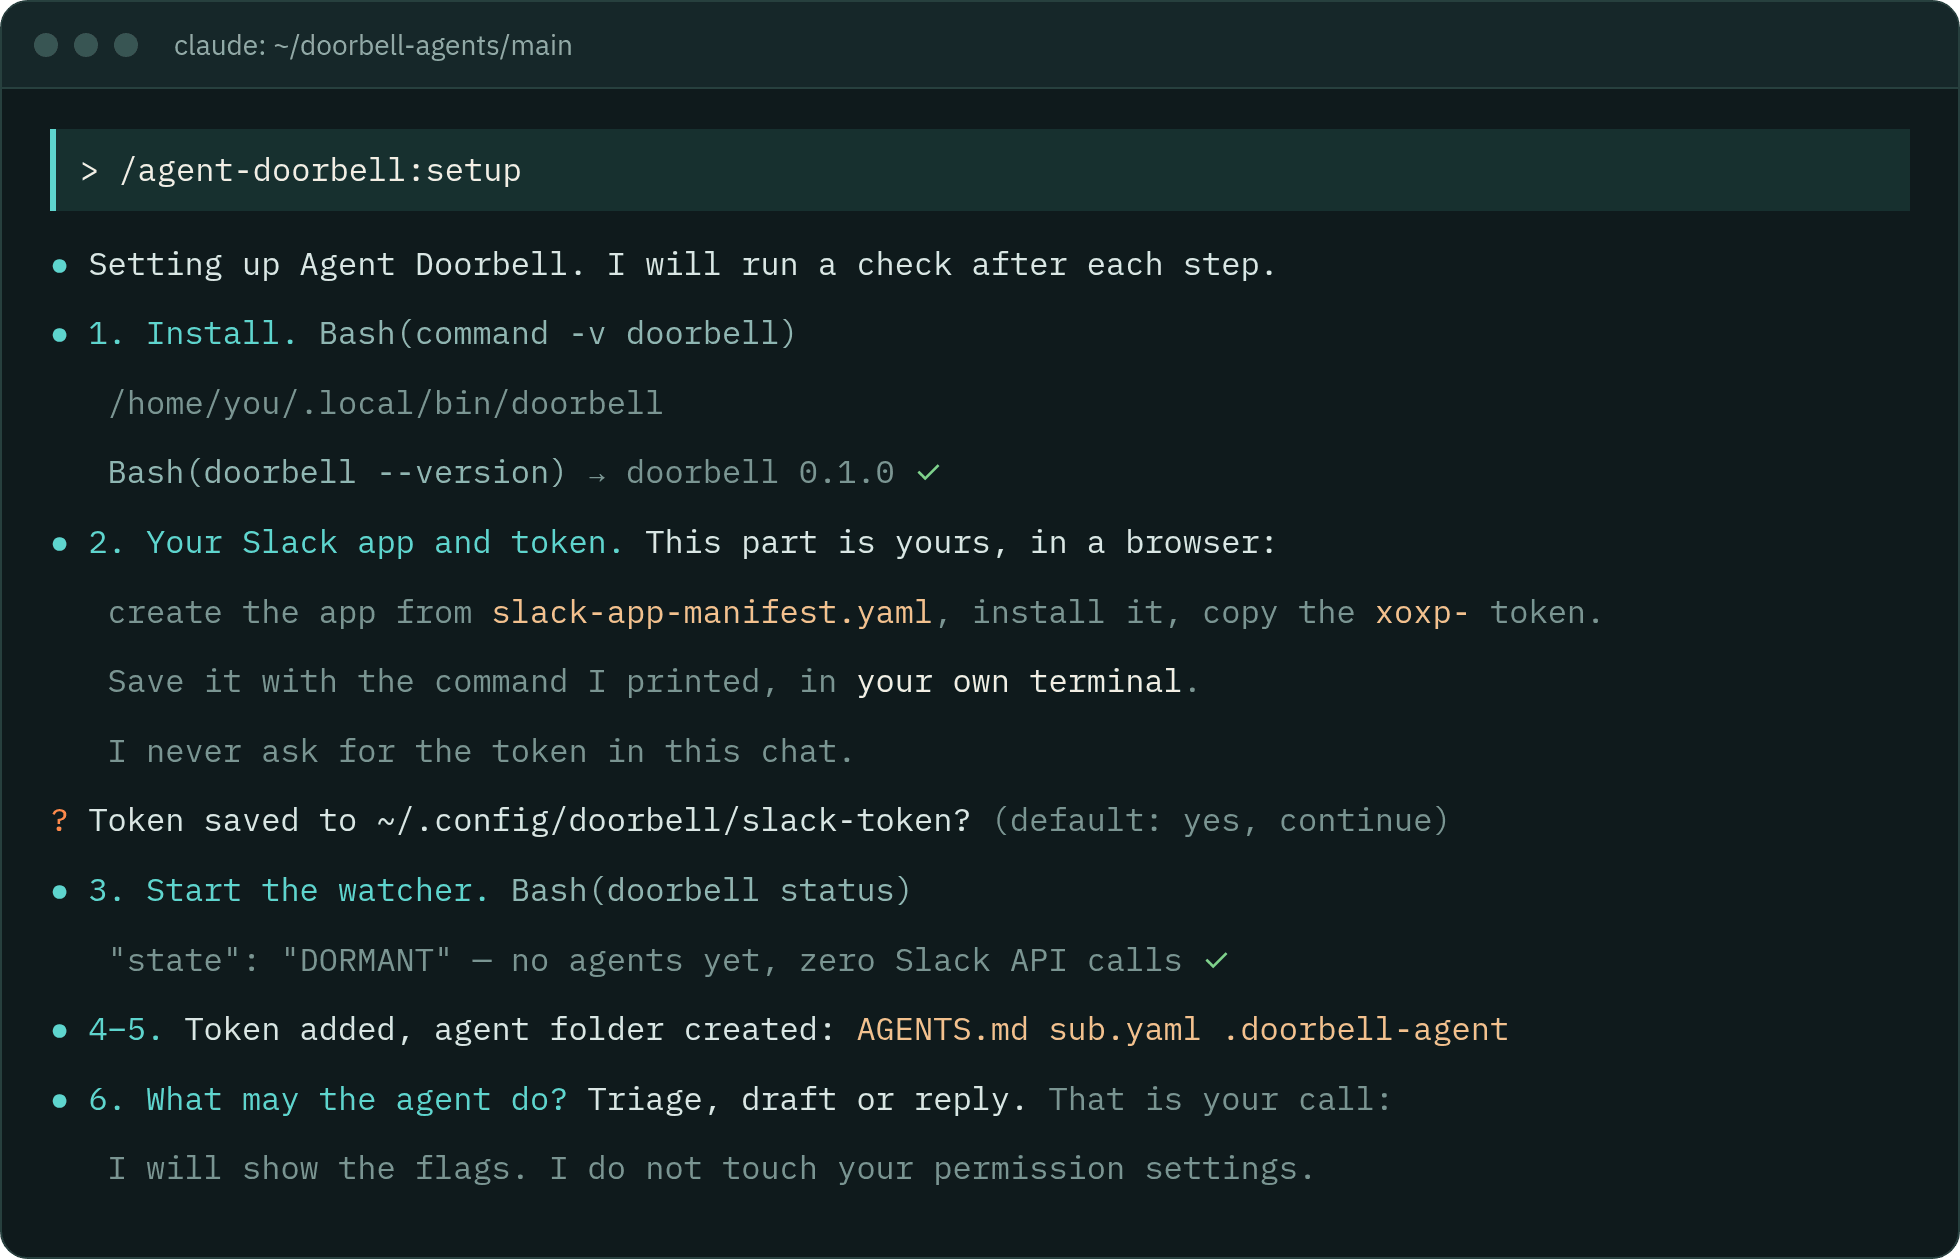 claude: ~/doorbell-agents/main
> /agent-doorbell:setup
● Setting up Agent Doorbell. I will run a check after each step.
● 1. Install. Bash(command -v doorbell)
/home/you/.local/bin/doorbell
Bash(doorbell --version) → doorbell 0.1.0 ✓
● 2. Your Slack app and token. This part is yours, in a browser:
create the app from slack-app-manifest.yaml, install it, copy the xoxp- token.
Save it with the command I printed, in your own terminal.
I never ask for the token in this chat.
? Token saved to ~/.config/doorbell/slack-token? (default: yes, continue)
● 3. Start the watcher. Bash(doorbell status)
"state": "DORMANT" — no agents yet, zero Slack API calls ✓
● 4–5. Token added, agent folder created: AGENTS.md sub.yaml .doorbell-agent
● 6. What may the agent do? Triage, draft or reply. That is your call:
I will show the flags. I do not touch your permission settings.